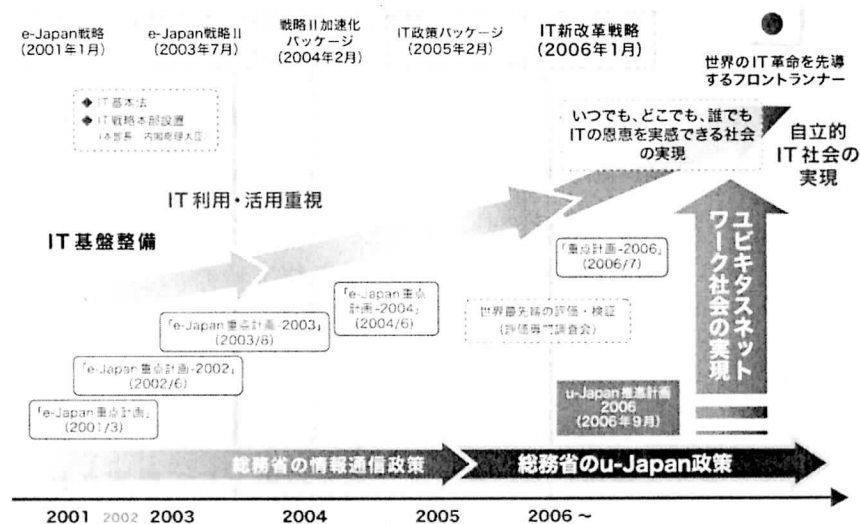 e-Japan戦略
(2001年1月)
e-Japan戦略Ⅱ
(2003年7月)
戦略Ⅱ加速化
パッケージ
(2004年2月)
IT政策パッケージ
(2005年2月)
IT新改革戦略
(2006年1月)
世界のIT革命を先導
するフロントランナー
◆ IT基本法
◆ IT戦略本部設置
(本部長 内閣総理大臣)
いつでも、どこでも、誰でも
ITの恩恵を実感できる社会
の実現
自立的
IT社会の
実現
IT利用・活用重視
IT基盤整備
「重点計画-2006」
(2006/7)
「e-Japan重点
計画-2004」
(2004/6)
世界最先端の評価・検証
(評価専門調査会)
「e-Japan重点計画-2003」
(2003/8)
「e-Japan重点計画-2002」
(2002/6)
「e-Japan重点計画」
(2001/3)
ユビキタスネット
ワーク社会の実現
u-Japan推進計画
2006
(2006年9月)
総務省の情報通信政策
総務省のu-Japan政策
2001 2002 2003 2004 2005 2006～